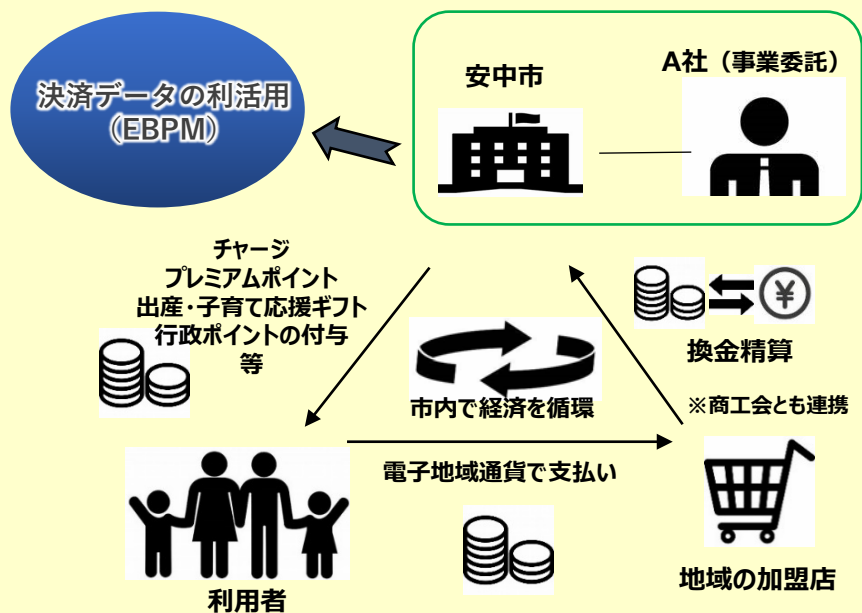 決済データの利活用
(EBPM)
安中市
A社（事業委託）
チャージ
プレミアムポイント
出産・子育て応援ギフト
行政ポイントの付与
等
¥
換金精算
市内で経済を循環
※商工会とも連携
電子地域通貨で支払い
利用者
地域の加盟店